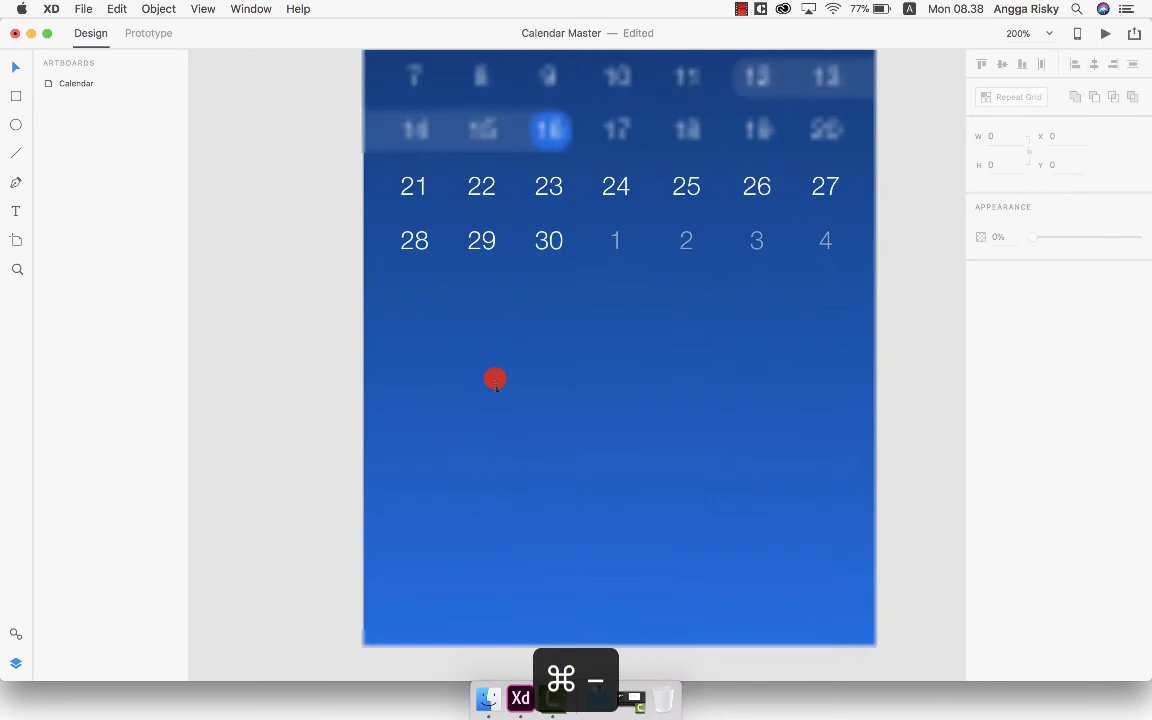 XD File Edit Object View Window Help 77% A Mon 08.38 Angga Risky
Design Prototype Calendar Master — Edited 200%
ARTBOARDS
Calendar
7 8 9 10 11 12 13
14 15 16 17 18 19 20
21 22 23 24 25 26 27
28 29 30 1 2 3 4
Repeat Grid
W 0 X 0
H 0 Y 0
APPEARANCE
0%
T
⌘ –
Xd